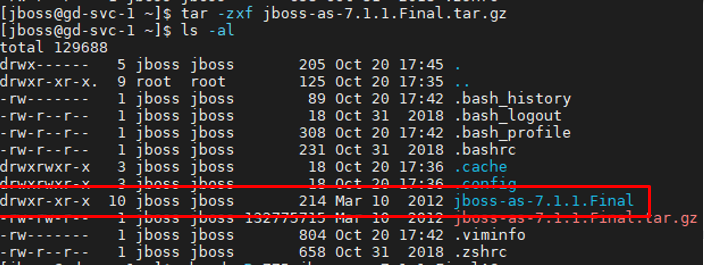 [jboss@gd-svc-1 ~]$ tar -zxf jboss-as-7.1.1.Final.tar.gz
[jboss@gd-svc-1 ~]$ ls -al
total 129688
drwx------ 5 jboss jboss 205 Oct 20 17:45 .
drwxr-xr-x. 9 root root 125 Oct 20 17:35 ..
-rw------- 1 jboss jboss 89 Oct 20 17:42 .bash_history
-rw-r--r-- 1 jboss jboss 18 Oct 31 2018 .bash_logout
-rw-r--r-- 1 jboss jboss 308 Oct 20 17:42 .bash_profile
-rw-r--r-- 1 jboss jboss 231 Oct 31 2018 .bashrc
drwxrwxr-x 3 jboss jboss 18 Oct 20 17:36 .cache
drwxrwxr-x 3 jboss jboss 18 Oct 20 17:36 .config
drwxr-xr-x 10 jboss jboss 214 Mar 10 2012 jboss-as-7.1.1.Final
-rw-rw-r-- 1 jboss jboss 132775715 Mar 10 2012 jboss-as-7.1.1.Final.tar.gz
-rw------- 1 jboss jboss 804 Oct 20 17:42 .viminfo
-rw-r--r-- 1 jboss jboss 658 Oct 31 2018 .zshrc